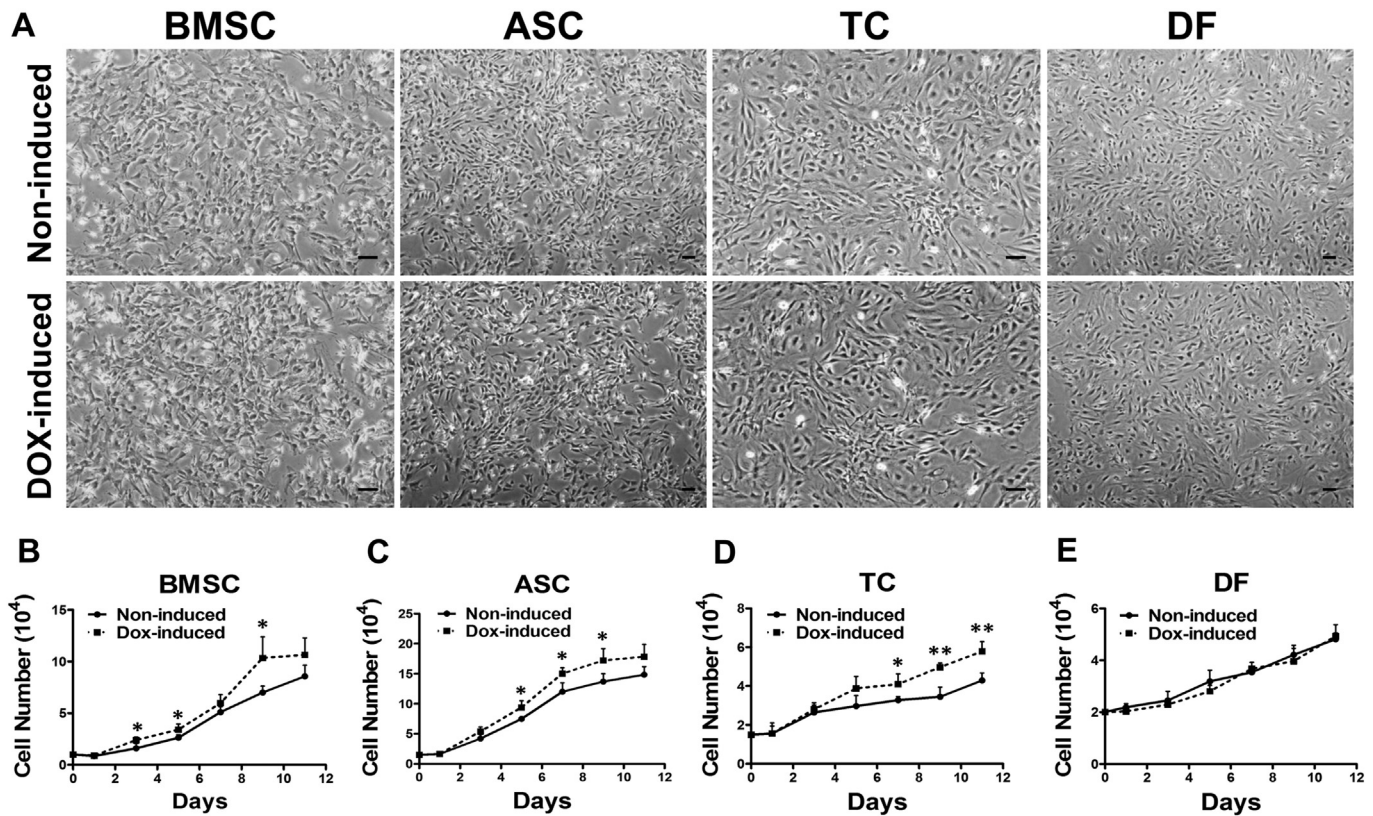 A BMSC ASC TC DF
Non-induced
DOX-induced
B
BMSC
Non-induced
Dox-induced
Cell Number (10⁴)
15
10
5
0
* * *
0 2 4 6 8 10 12
Days
C
ASC
Non-induced
Dox-induced
Cell Number (10⁴)
25
20
15
10
5
0
* * *
0 2 4 6 8 10 12
Days
D
TC
Non-induced
Dox-induced
Cell Number (10⁴)
8
6
4
2
0
* ** **
0 2 4 6 8 10 12
Days
E
DF
Non-induced
Dox-induced
Cell Number (10⁴)
6
4
2
0
0 2 4 6 8 10 12
Days